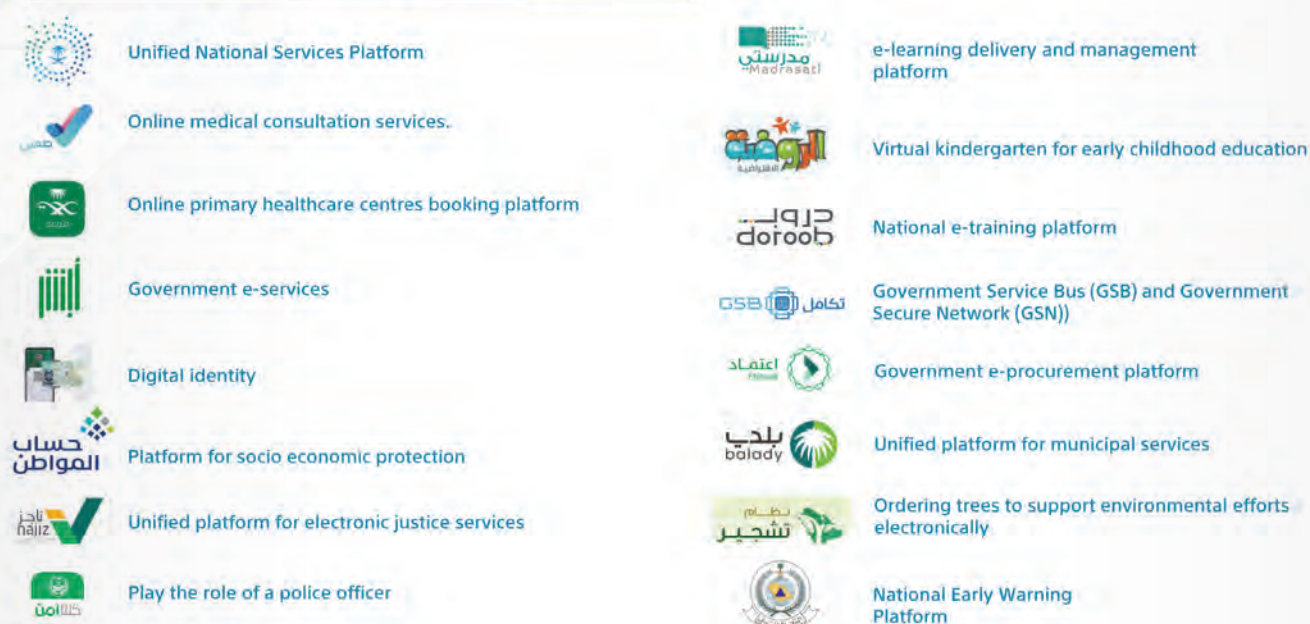 Unified National Services Platform
Online medical consultation services.
Online primary healthcare centres booking platform
أبشر
Government e-services
Digital identity
حساب
المواطن
Platform for socio economic protection
ناجز
najiz
Unified platform for electronic justice services
كلنا امن
Play the role of a police officer
مدرستي
Madrasati
e-learning delivery and management
platform
الروضة
الافتراضية
Virtual kindergarten for early childhood education
دروب
doroob
National e-training platform
GSB تكامل
Government Service Bus (GSB) and Government
Secure Network (GSN))
اعتماد
Government e-procurement platform
بلدي
balady
Unified platform for municipal services
نظام
تشجير
Ordering trees to support environmental efforts
electronically
National Early Warning
Platform